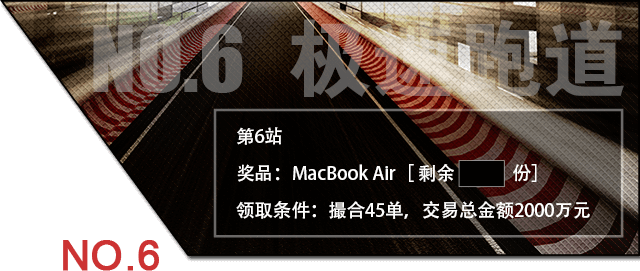 NO.6 极速跑道
第6站
奖品：MacBook Air［剩余 份］
领取条件：撮合45单，交易总金额2000万元
NO.6